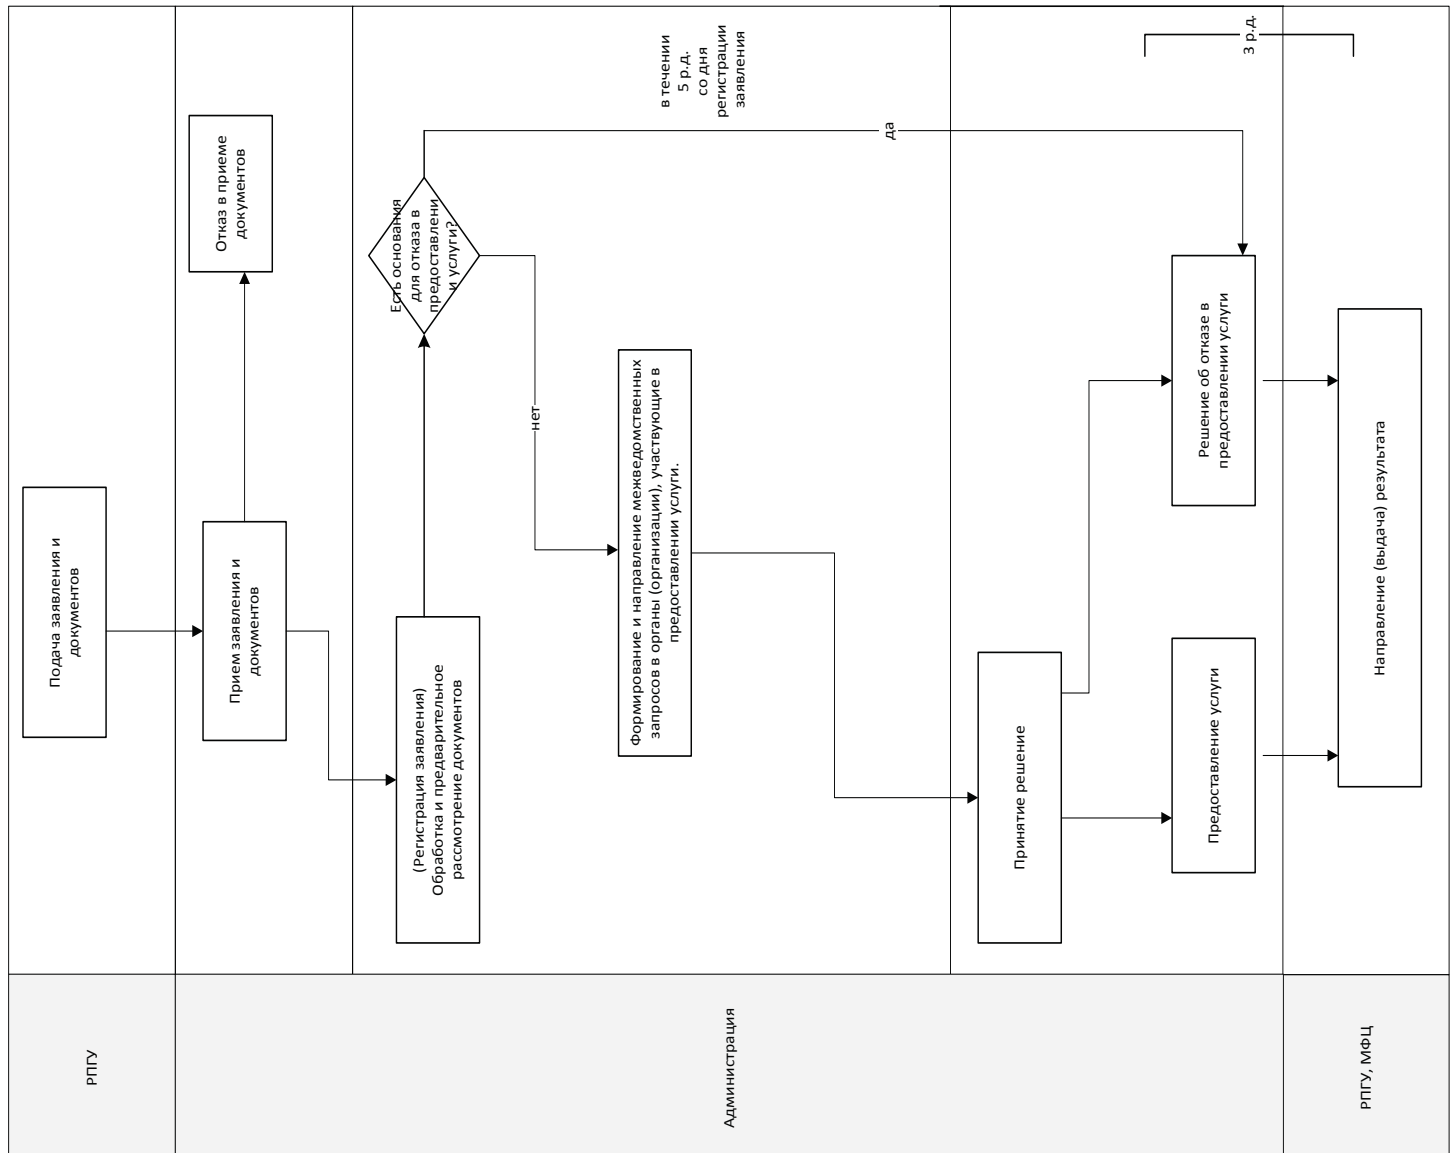 РПГУ
Подача заявления и
документов
Администрация
Прием заявления и
документов
Отказ в приеме
документов
(Регистрация заявления)
Обработка и предварительное
рассмотрение документов
Есть основания
для отказа в
предоставлени
и услуги?
нет
Формирование и направление межведомственных
запросов в органы (организации), участвующие в
предоставлении услуги.
в течении
5 р.д.
со дня
регистрации
заявления
да
Принятие решение
Предоставление услуги
Решение об отказе в
предоставлении услуги
3 р.д.
РПГУ, МФЦ
Направление (выдача) результата